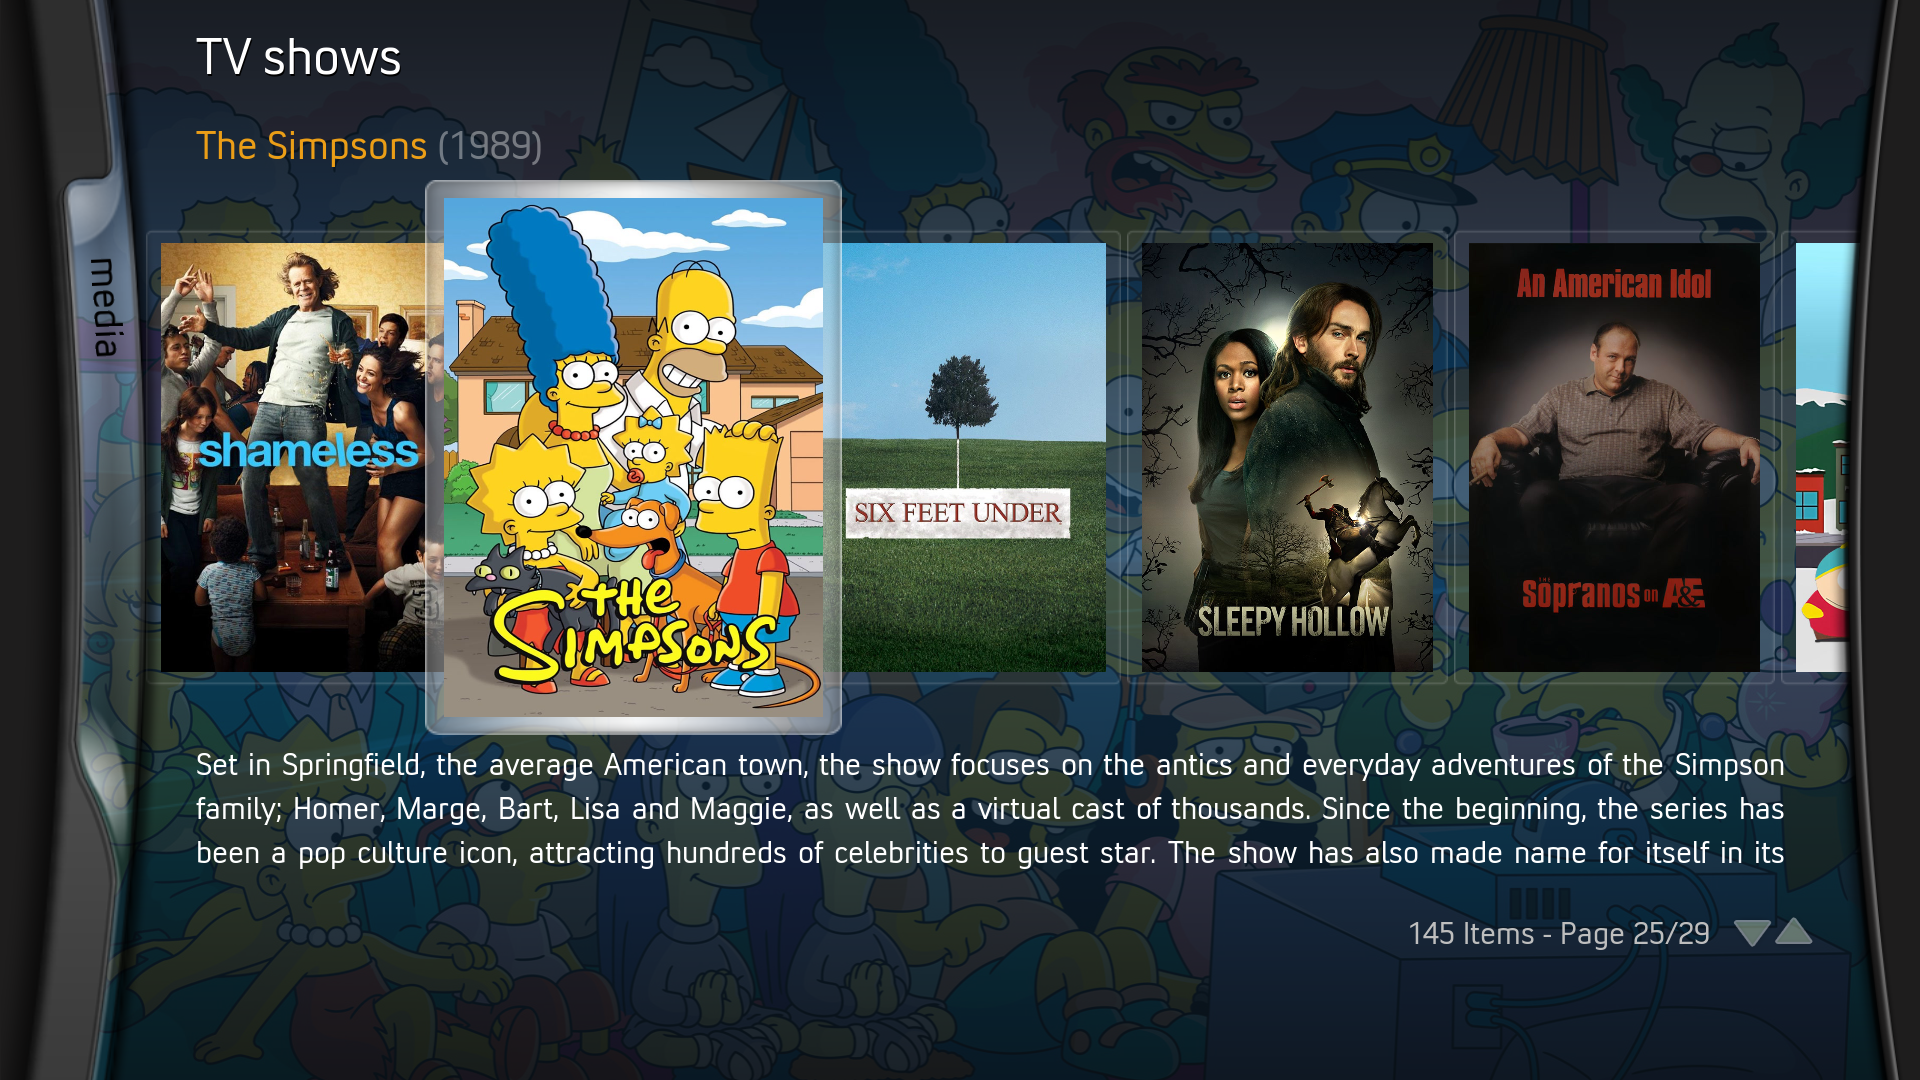 TV shows
The Simpsons (1989)
media
shameless
THE
SIMPSONS
SIX FEET UNDER
SLEEPY HOLLOW
An American Idol
THE
Sopranos on A&E
Set in Springfield, the average American town, the show focuses on the antics and everyday adventures of the Simpson
family; Homer, Marge, Bart, Lisa and Maggie, as well as a virtual cast of thousands. Since the beginning, the series has
been a pop culture icon, attracting hundreds of celebrities to guest star. The show has also made name for itself in its
145 Items - Page 25/29